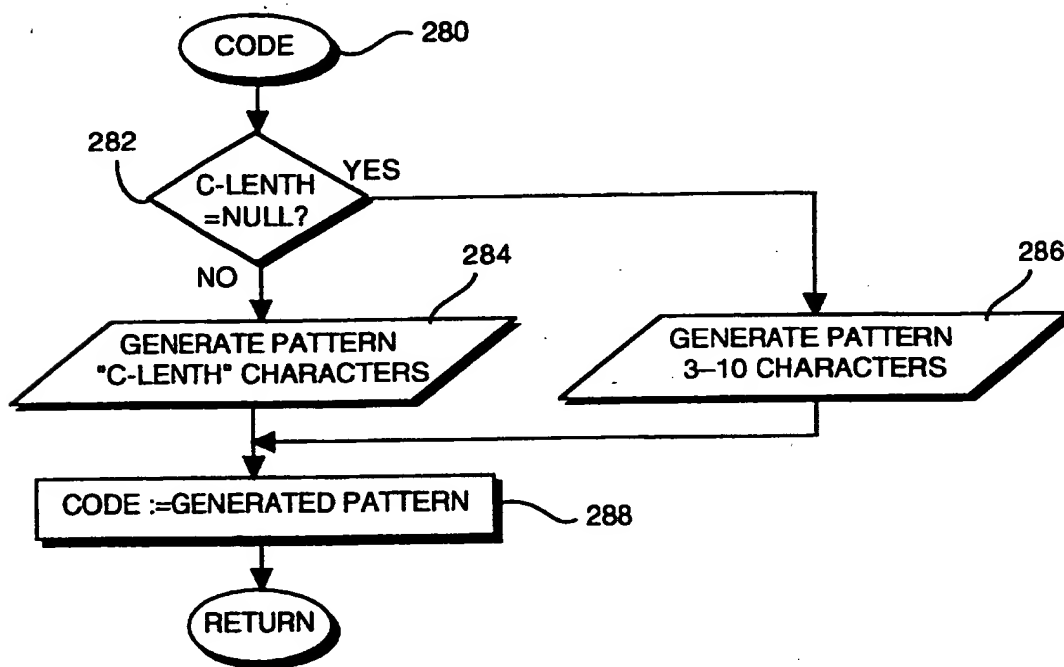 CODE
280
282
C-LENTH
=NULL?
YES
NO
284
GENERATE PATTERN
"C-LENTH" CHARACTERS
286
GENERATE PATTERN
3–10 CHARACTERS
CODE :=GENERATED PATTERN
288
RETURN